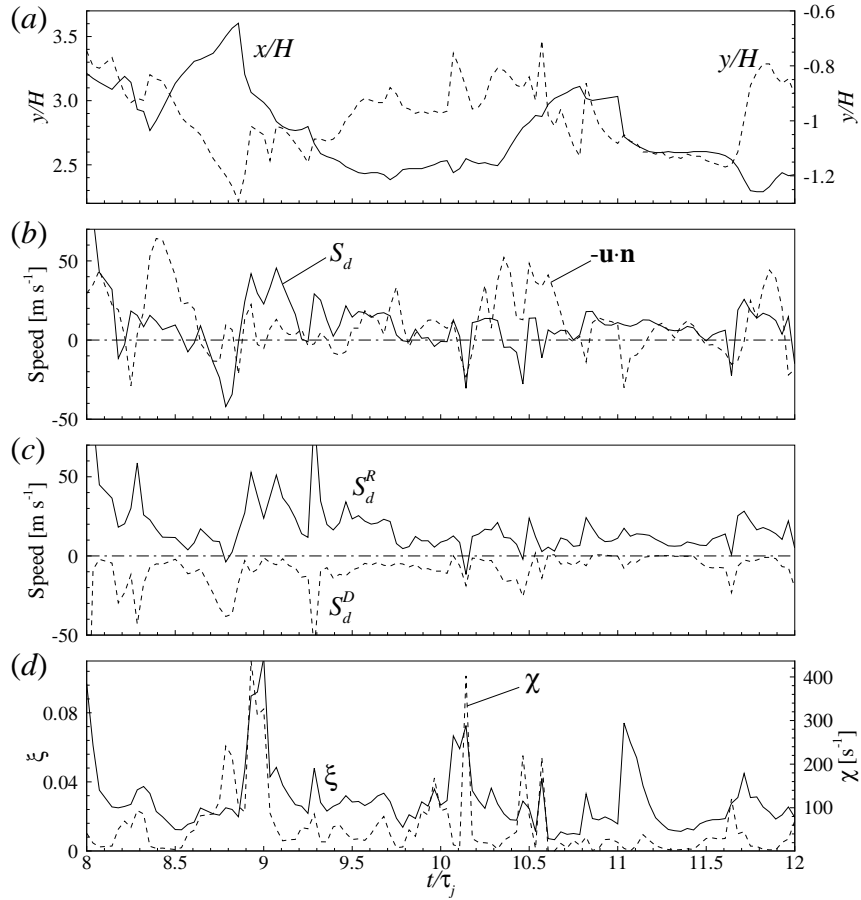 (a)
3.5
3.0
2.5
y/H
x/H
y/H
-0.6
-0.8
-1
-1.2
y/H
(b)
50
0
-50
Speed [m s⁻¹]
S_d
-u·n
(c)
50
0
-50
Speed [m s⁻¹]
S_d^R
S_d^D
(d)
0.08
0.04
0
ξ
ξ
χ
400
300
200
100
χ [s⁻¹]
8 8.5 9 9.5 10 10.5 11 11.5 12
t/τ_j